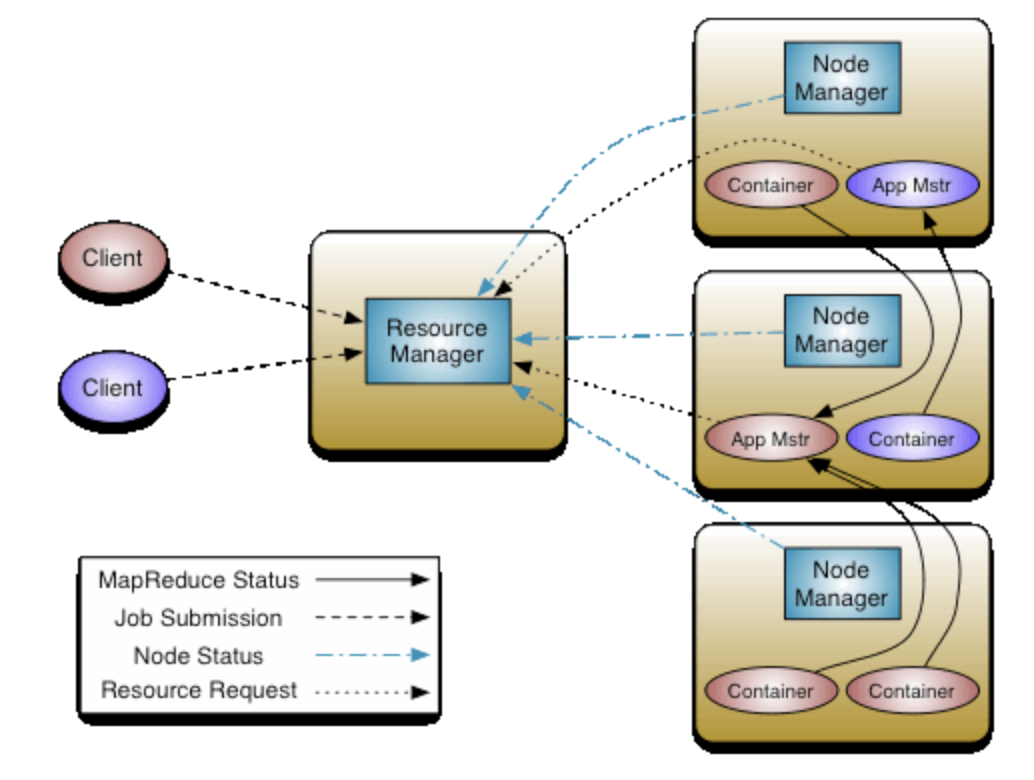 Client
Client
Resource
Manager
Node
Manager
Container
App Mstr
Node
Manager
App Mstr
Container
Node
Manager
Container
Container
MapReduce Status
Job Submission
Node Status
Resource Request